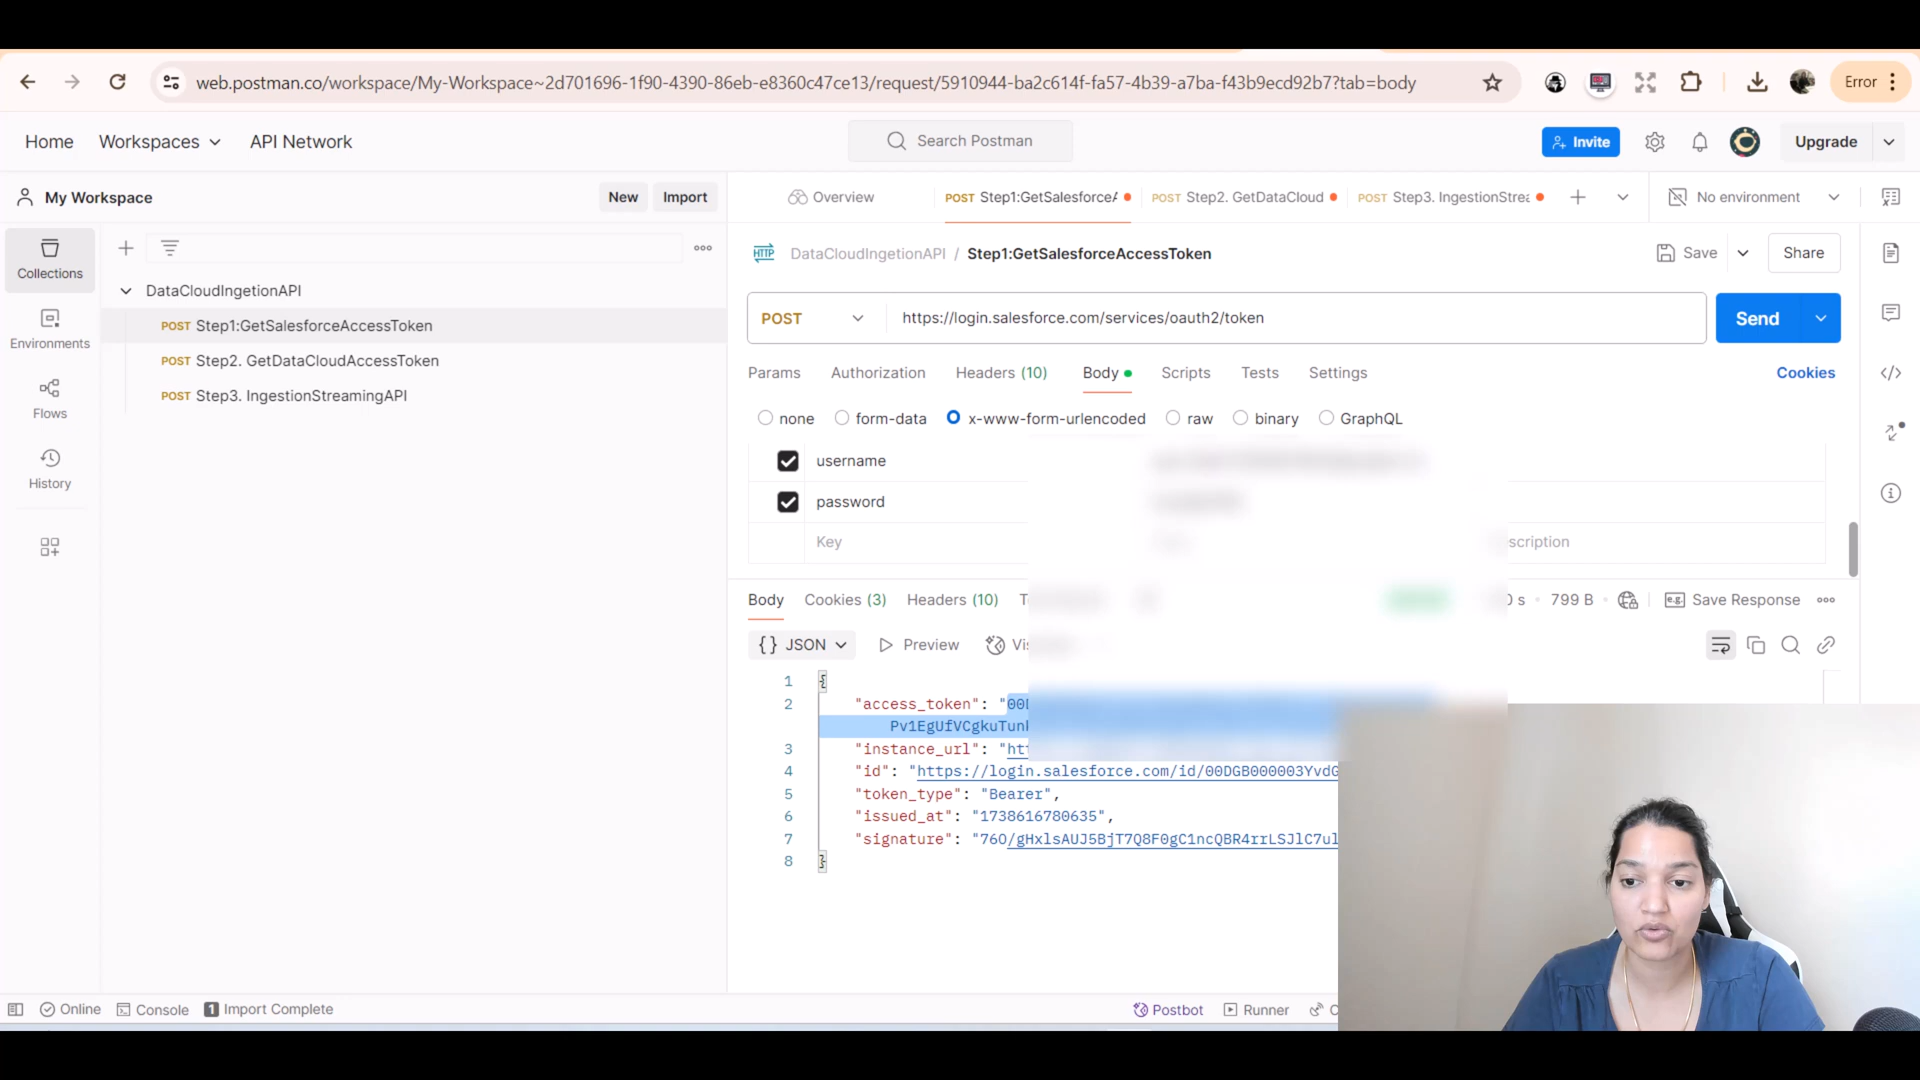 web.postman.co/workspace/My-Workspace~2d701696-1f90-4390-86eb-e8360c47ce13/request/5910944-ba2c614f-fa57-4b39-a7ba-f43b9ecd92b7?tab=body
Error
Home Workspaces API Network
Search Postman
Invite
Upgrade
My Workspace
New Import
Overview
POST Step1:GetSalesforceA
POST Step2. GetDataCloud
POST Step3. IngestionStrea
No environment
Collections
Environments
Flows
History
DataCloudIngetionAPI
POST Step1:GetSalesforceAccessToken
POST Step2. GetDataCloudAccessToken
POST Step3. IngestionStreamingAPI
HTTP DataCloudIngetionAPI / Step1:GetSalesforceAccessToken
Save
Share
POST https://login.salesforce.com/services/oauth2/token
Send
Params Authorization Headers (10) Body Scripts Tests Settings Cookies
none form-data x-www-form-urlencoded raw binary GraphQL
username
password
Key scription
Body Cookies (3) Headers (10) 799 B e.g. Save Response
{} JSON Preview
1 {
2 "access_token": "00
Pv1EgUfVCgkuTun
3 "instance_url": "ht
4 "id": "https://login.salesforce.com/id/00DGB000003YvdG
5 "token_type": "Bearer",
6 "issued_at": "1738616780635",
7 "signature": "76O/gHxlsAUJ5BjT7Q8F0gC1ncQBR4rrLSJlC7ul
8 }
Online Console 1 Import Complete
Postbot Runner